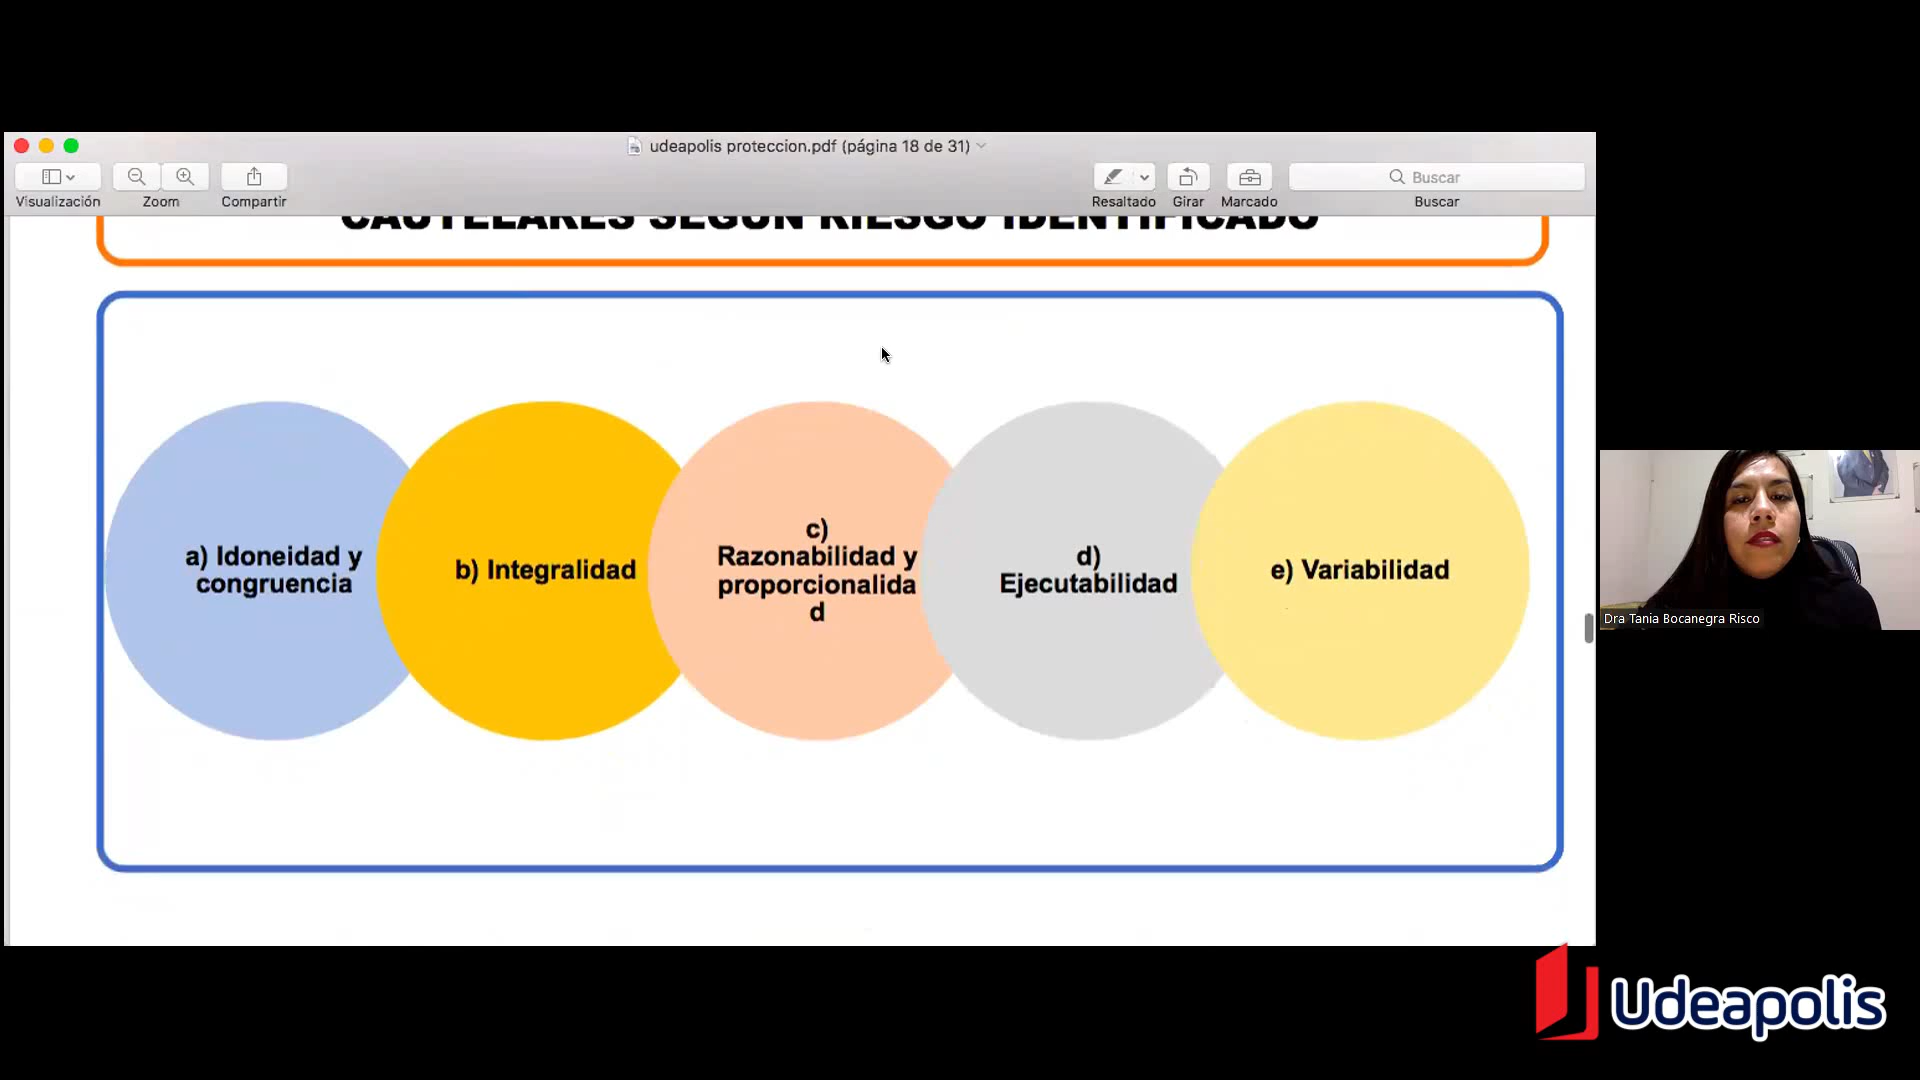 udeapolis proteccion.pdf (página 18 de 31)
Visualización
Zoom
Compartir
Resaltado
Girar
Marcado
Buscar
Buscar
CAUTELARES SEGÚN RIESGO IDENTIFICADO
a) Idoneidad y
congruencia
b) Integralidad
c)
Razonabilidad y
proporcionalida
d
d)
Ejecutabilidad
e) Variabilidad
Dra Tania Bocanegra Risco
Udeapolis